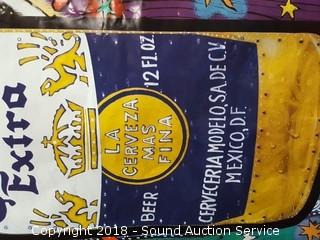 Extra
LA
CERVEZA
MAS
FINA
BEER 12 FL.OZ.
CERVECERIA MODELO, S.A. DE C.V.
MEXICO, D.F.
Copyright 2018 - Sound Auction Service